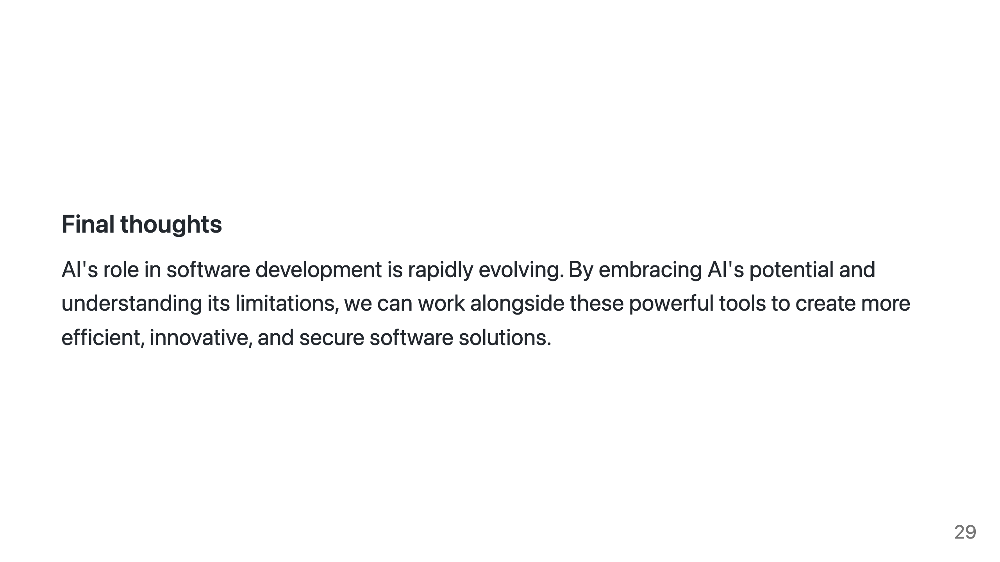 Final thoughts
AI's role in software development is rapidly evolving. By embracing AI's potential and
understanding its limitations, we can work alongside these powerful tools to create more
efficient, innovative, and secure software solutions.
29